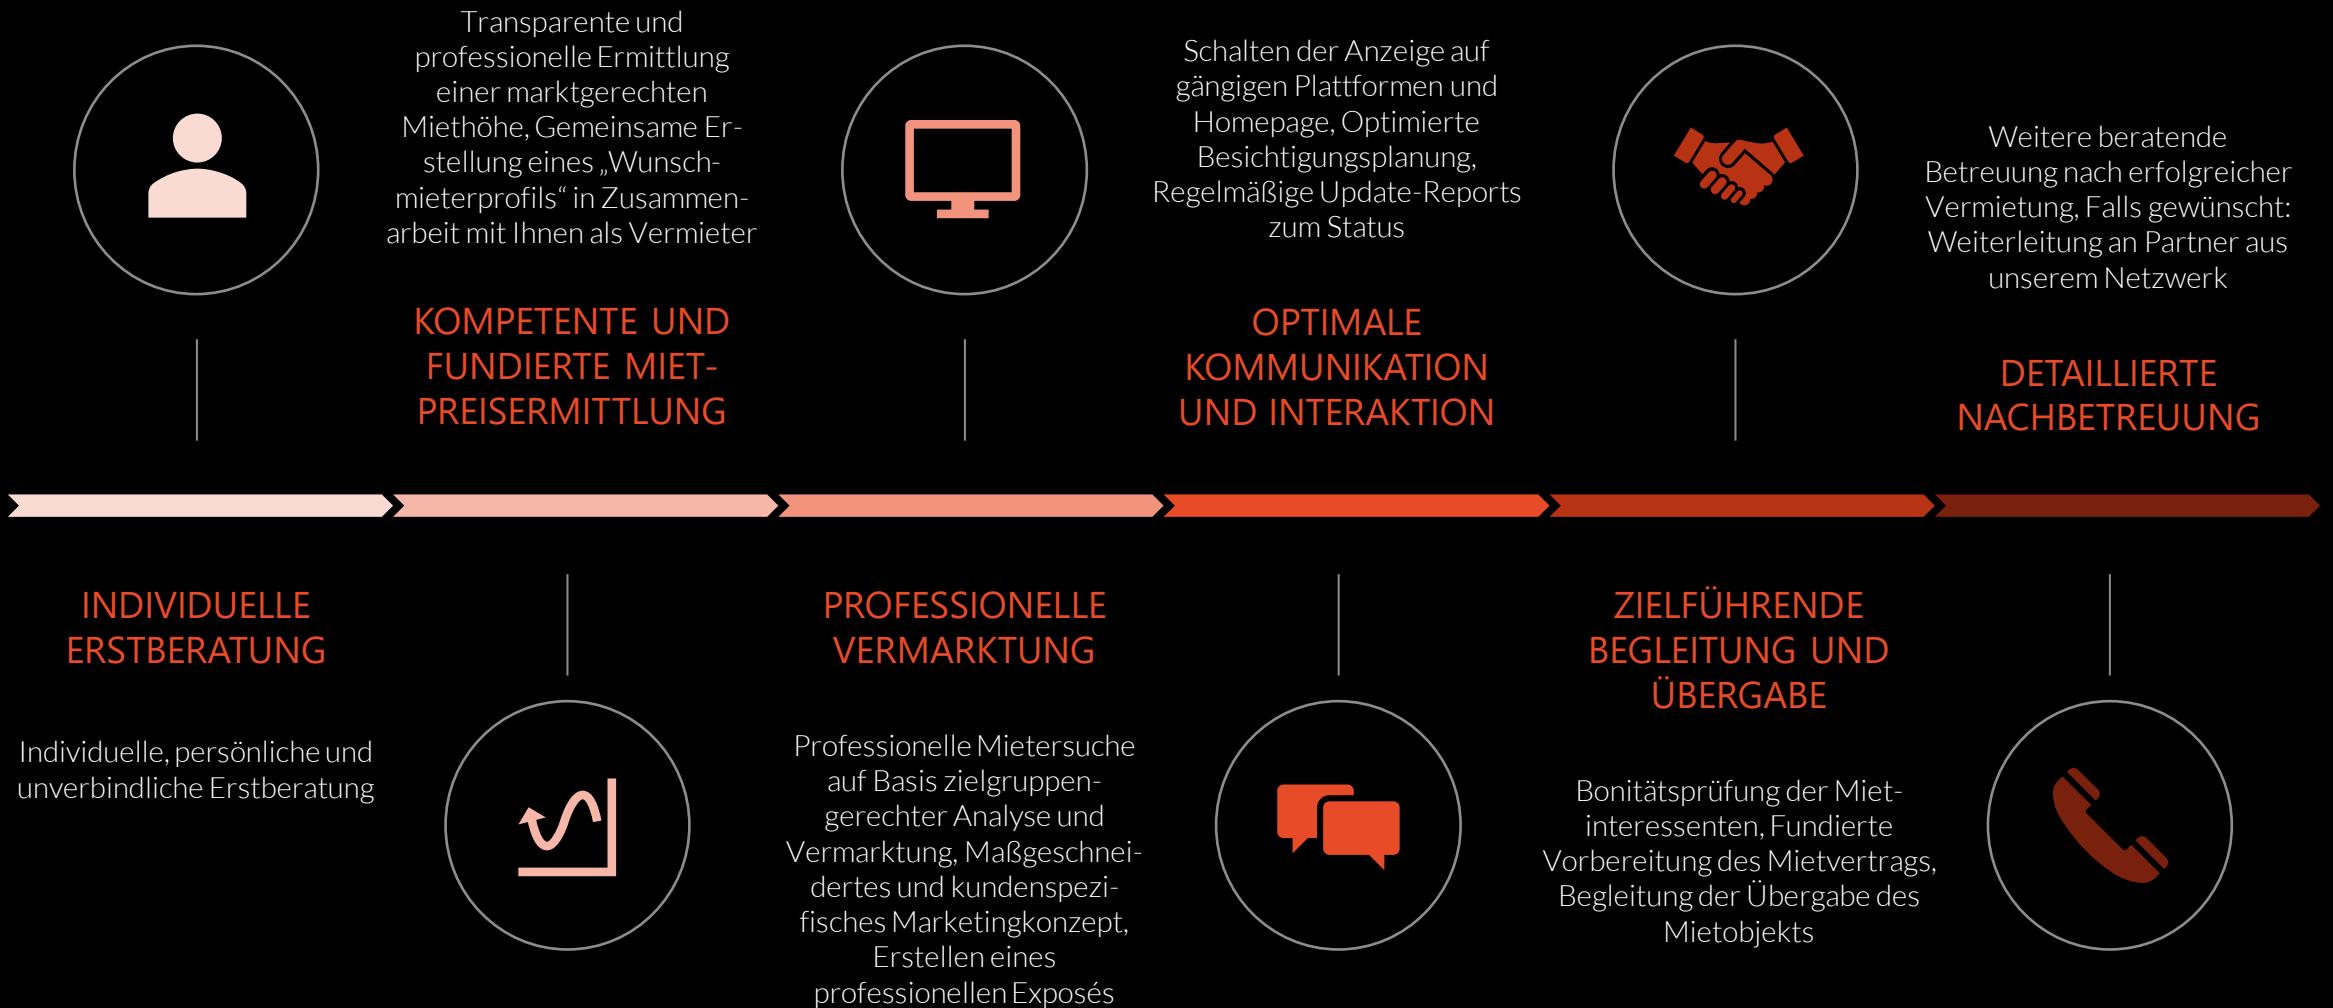 INDIVIDUELLE
ERSTBERATUNG
Individuelle, persönliche und
unverbindliche Erstberatung
Transparente und
professionelle Ermittlung
einer marktgerechten
Miethöhe, Gemeinsame Er-
stellung eines „Wunsch-
mieterprofils“ in Zusammen-
arbeit mit Ihnen als Vermieter
KOMPETENTE UND
FUNDIERTE MIET-
PREISERMITTLUNG
PROFESSIONELLE
VERMARKTUNG
Professionelle Mietersuche
auf Basis zielgruppen-
gerechter Analyse und
Vermarktung, Maßgeschnei-
dertes und kundenspezi-
fisches Marketingkonzept,
Erstellen eines
professionellen Exposés
Schalten der Anzeige auf
gängigen Plattformen und
Homepage, Optimierte
Besichtigungsplanung,
Regelmäßige Update-Reports
zum Status
OPTIMALE
KOMMUNIKATION
UND INTERAKTION
ZIELFÜHRENDE
BEGLEITUNG UND
ÜBERGABE
Bonitätsprüfung der Miet-
interessenten, Fundierte
Vorbereitung des Mietvertrags,
Begleitung der Übergabe des
Mietobjekts
Weitere beratende
Betreuung nach erfolgreicher
Vermietung, Falls gewünscht:
Weiterleitung an Partner aus
unserem Netzwerk
DETAILLIERTE
NACHBETREUUNG